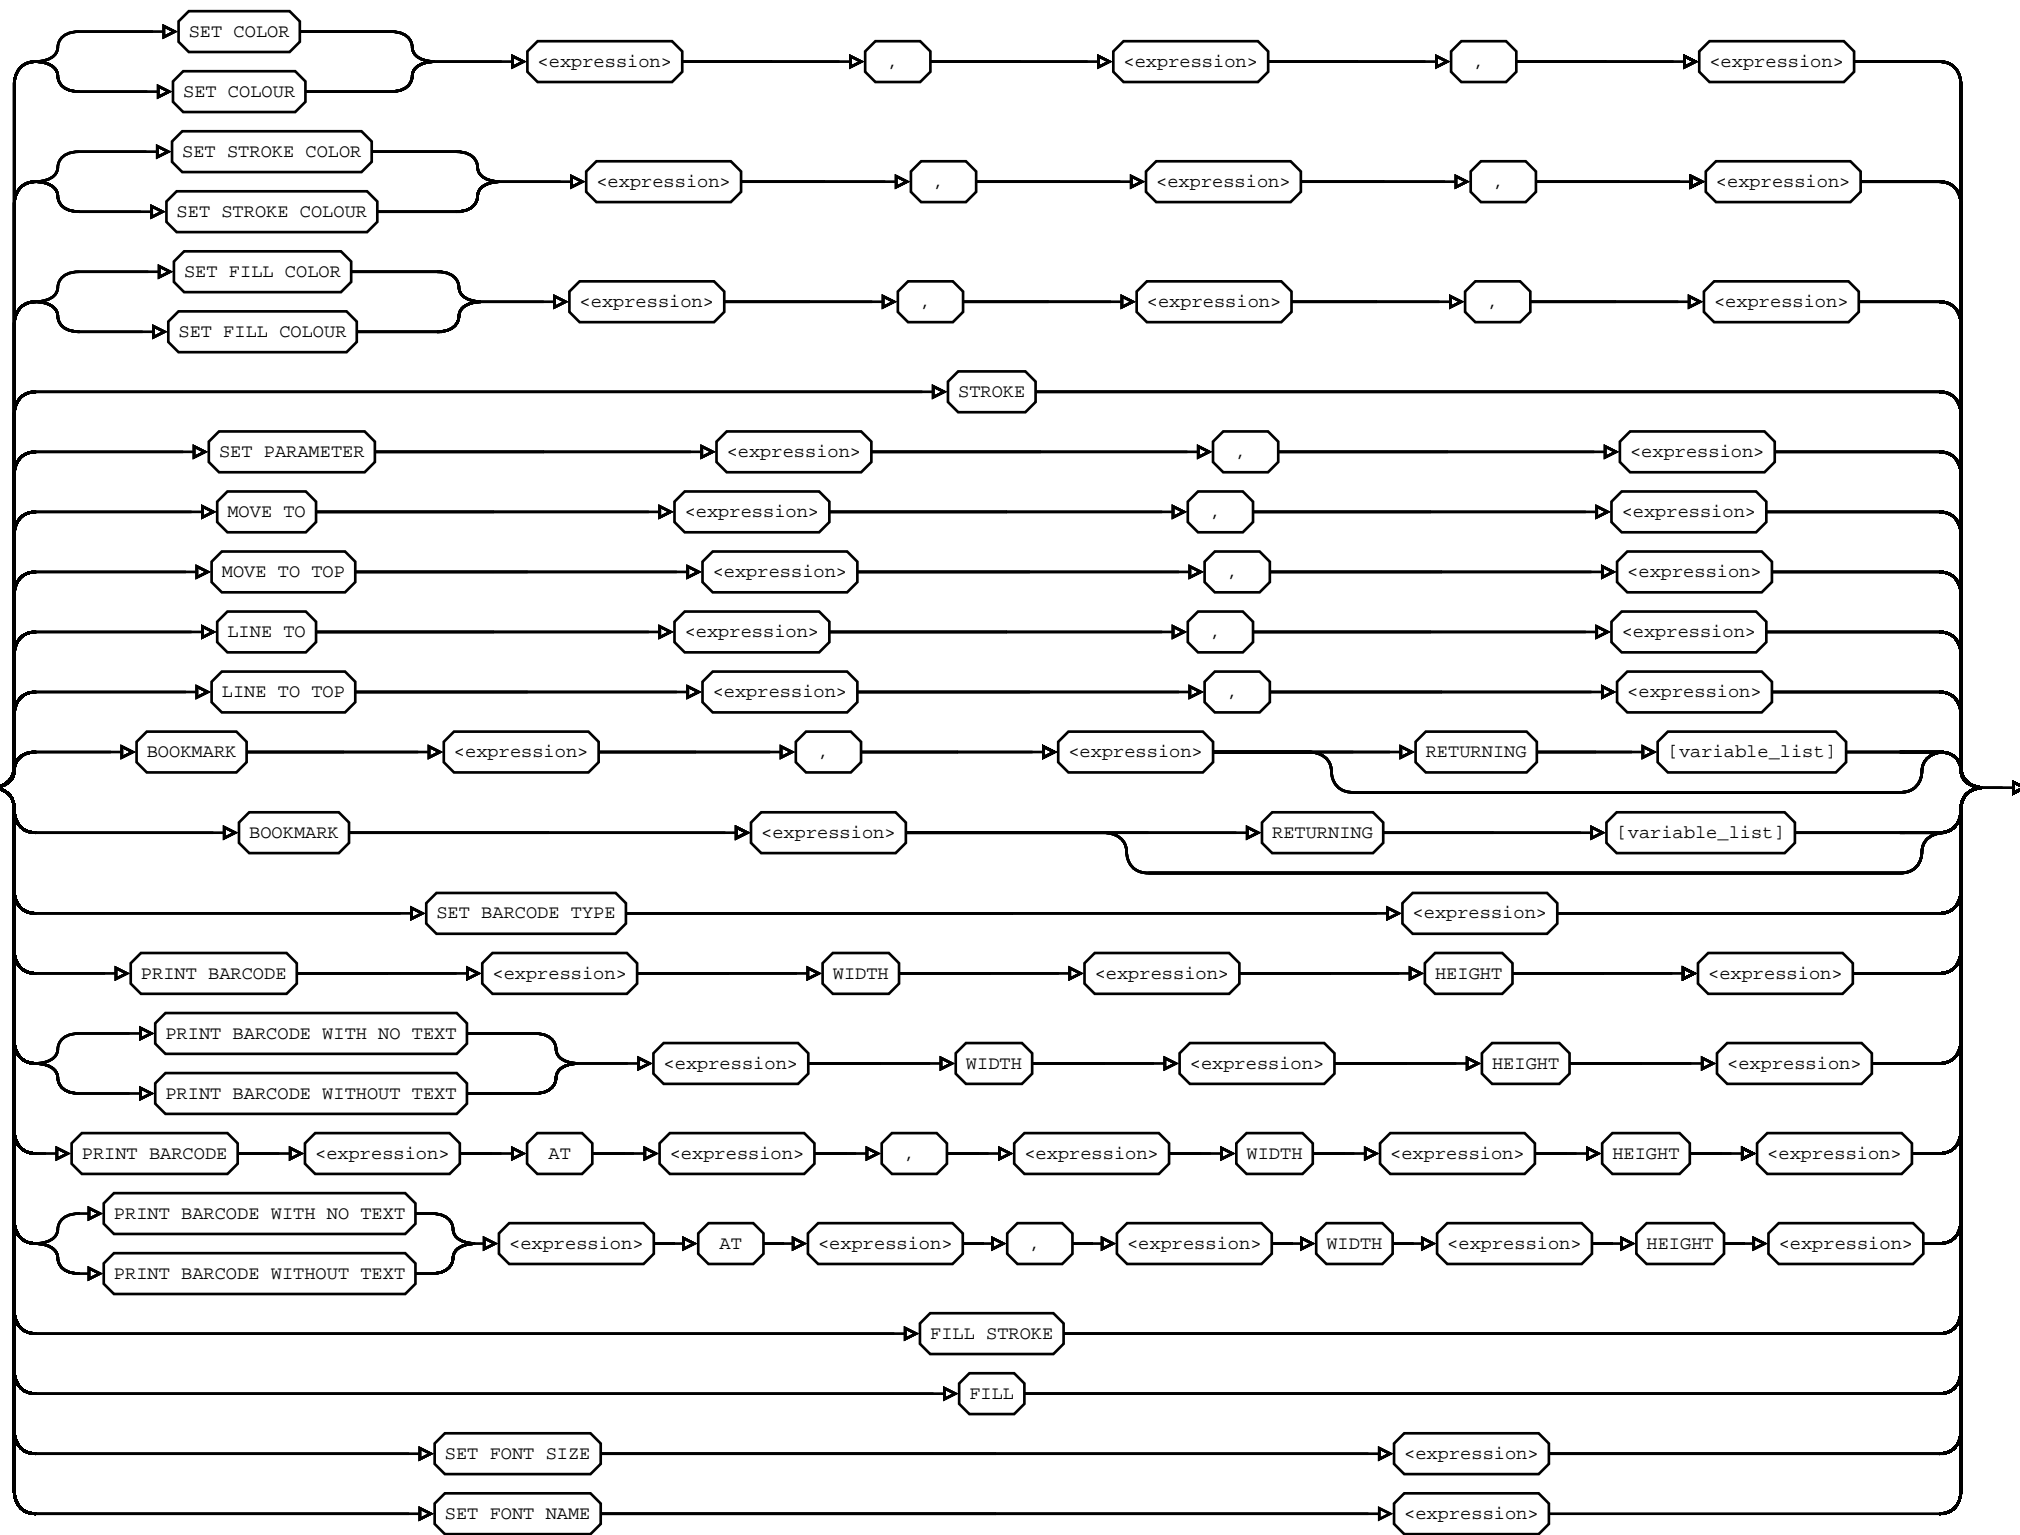 SET COLOR
<expression> , <expression> , <expression>
SET COLOUR
SET STROKE COLOR
<expression> , <expression> , <expression>
SET STROKE COLOUR
SET FILL COLOR
<expression> , <expression> , <expression>
SET FILL COLOUR
STROKE
SET PARAMETER <expression> , <expression>
MOVE TO <expression> , <expression>
MOVE TO TOP <expression> , <expression>
LINE TO <expression> , <expression>
LINE TO TOP <expression> , <expression>
BOOKMARK <expression> , <expression> RETURNING [variable_list]
BOOKMARK <expression> RETURNING [variable_list]
SET BARCODE TYPE <expression>
PRINT BARCODE <expression> WIDTH <expression> HEIGHT <expression>
PRINT BARCODE WITH NO TEXT
<expression> WIDTH <expression> HEIGHT <expression>
PRINT BARCODE WITHOUT TEXT
PRINT BARCODE <expression> AT <expression> , <expression> WIDTH <expression> HEIGHT <expression>
PRINT BARCODE WITH NO TEXT
<expression> AT <expression> , <expression> WIDTH <expression> HEIGHT <expression>
PRINT BARCODE WITHOUT TEXT
FILL STROKE
FILL
SET FONT SIZE <expression>
SET FONT NAME <expression>